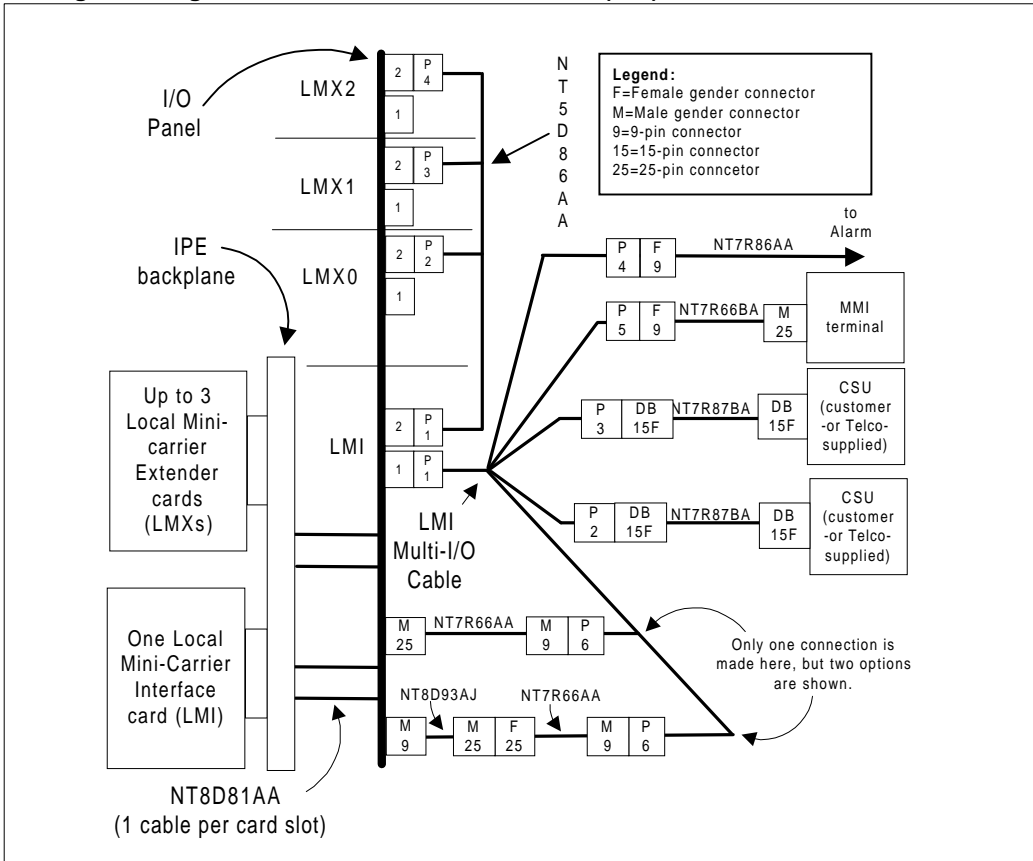 I/O
Panel
LMX2
2
P
4
1
LMX1
2
P
3
1
LMX0
2
P
2
1
N
T
5
D
8
6
A
A
Legend:
F=Female gender connector
M=Male gender connector
9=9-pin connector
15=15-pin connector
25=25-pin conncetor
to
Alarm
P
4
F
9
NT7R86AA
P
5
F
9
NT7R66BA
M
25
MMI
terminal
IPE
backplane
Up to 3
Local Mini-
carrier
Extender
cards
(LMXs)
LMI
2
P
1
1
P
1
P
3
DB
15F
NT7R87BA
DB
15F
CSU
(customer
-or Telco-
supplied)
P
2
DB
15F
NT7R87BA
DB
15F
CSU
(customer
-or Telco-
supplied)
LMI
Multi-I/O
Cable
One Local
Mini-Carrier
Interface
card (LMI)
M
25
NT7R66AA
M
9
P
6
Only one connection is
made here, but two options
are shown.
M
9
NT8D93AJ
M
25
F
25
NT7R66AA
M
9
P
6
NT8D81AA
(1 cable per card slot)